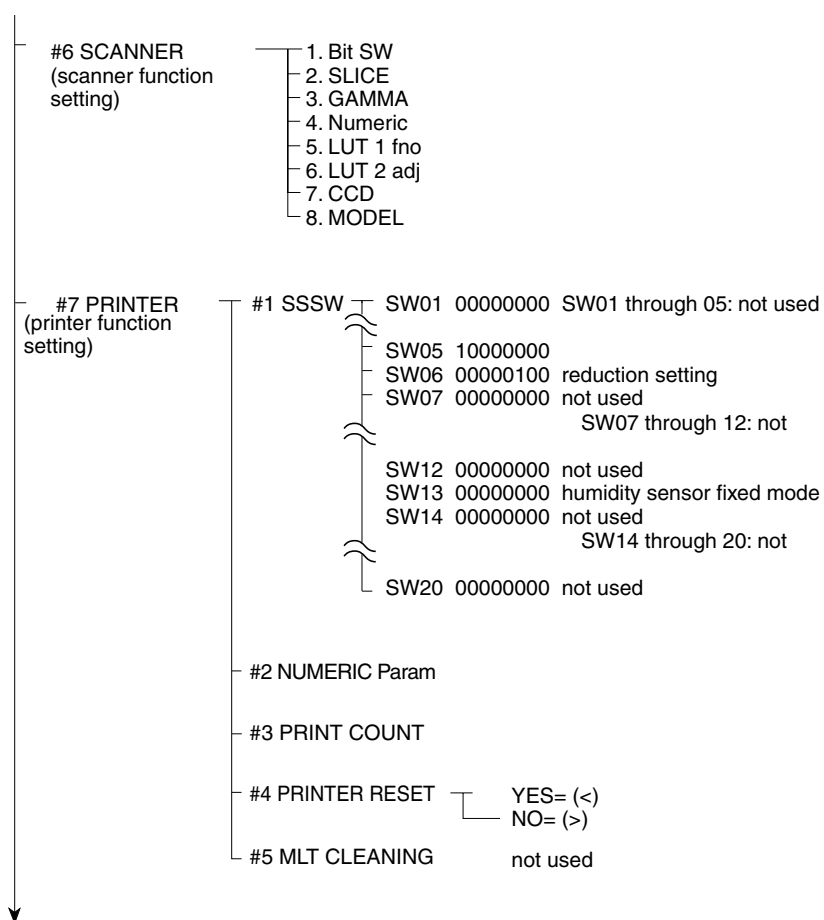 #6 SCANNER
(scanner function
setting)
1. Bit SW
2. SLICE
3. GAMMA
4. Numeric
5. LUT 1 fno
6. LUT 2 adj
7. CCD
8. MODEL
#7 PRINTER
(printer function
setting)
#1 SSSW
SW01 00000000 SW01 through 05: not used
SW05 10000000
SW06 00000100 reduction setting
SW07 00000000 not used
SW07 through 12: not
SW12 00000000 not used
SW13 00000000 humidity sensor fixed mode
SW14 00000000 not used
SW14 through 20: not
SW20 00000000 not used
#2 NUMERIC Param
#3 PRINT COUNT
#4 PRINTER RESET YES= (<)
NO= (>)
#5 MLT CLEANING not used